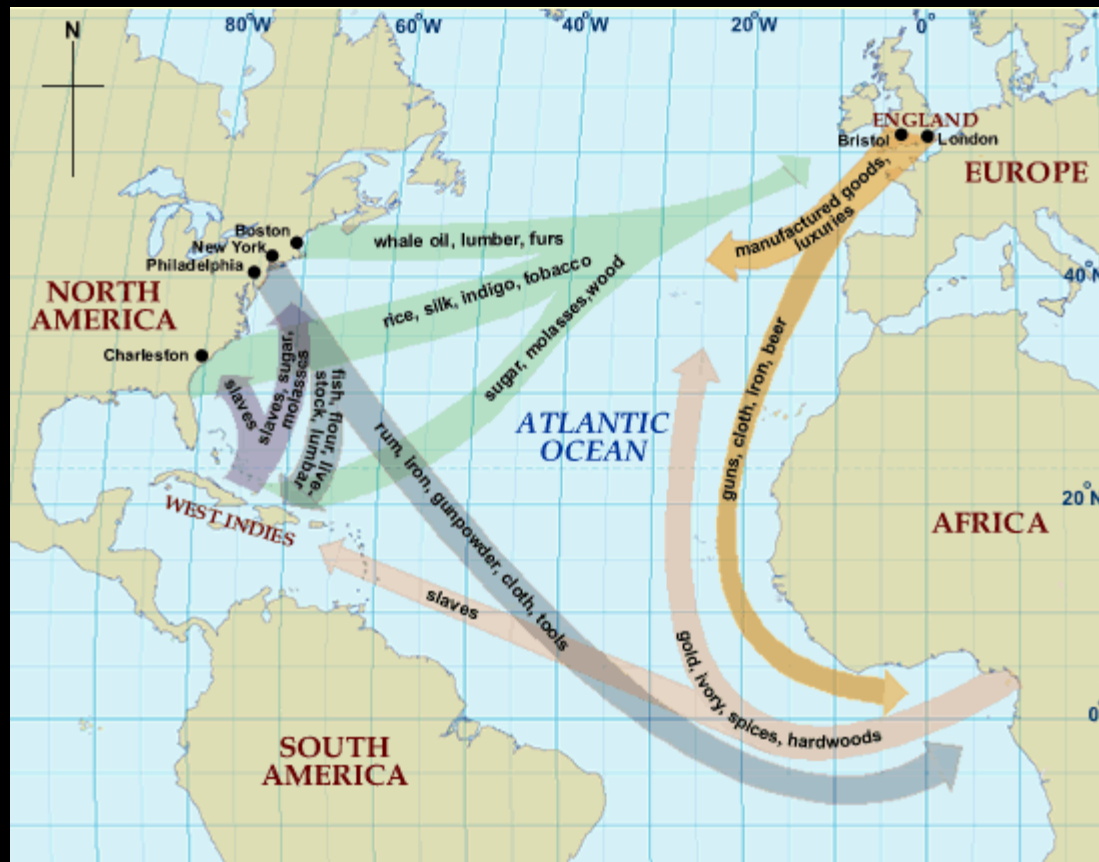 N
80°W
60°W
40°W
20°W
0°
ENGLAND
Bristol
London
EUROPE
manufactured goods,
luxuries
Boston
New York
Philadelphia
whale oil, lumber, furs
rice, silk, indigo, tobacco
sugar, molasses,wood
40°N
NORTH
AMERICA
Charleston
slaves
slaves, sugar,
molasses
fish, flour, live-
stock, lumbar
guns, cloth, iron, beer
ATLANTIC
OCEAN
rum, iron, gunpowder, cloth, tools
WEST INDIES
20°N
AFRICA
slaves
gold, ivory, spices, hardwoods
0°
SOUTH
AMERICA